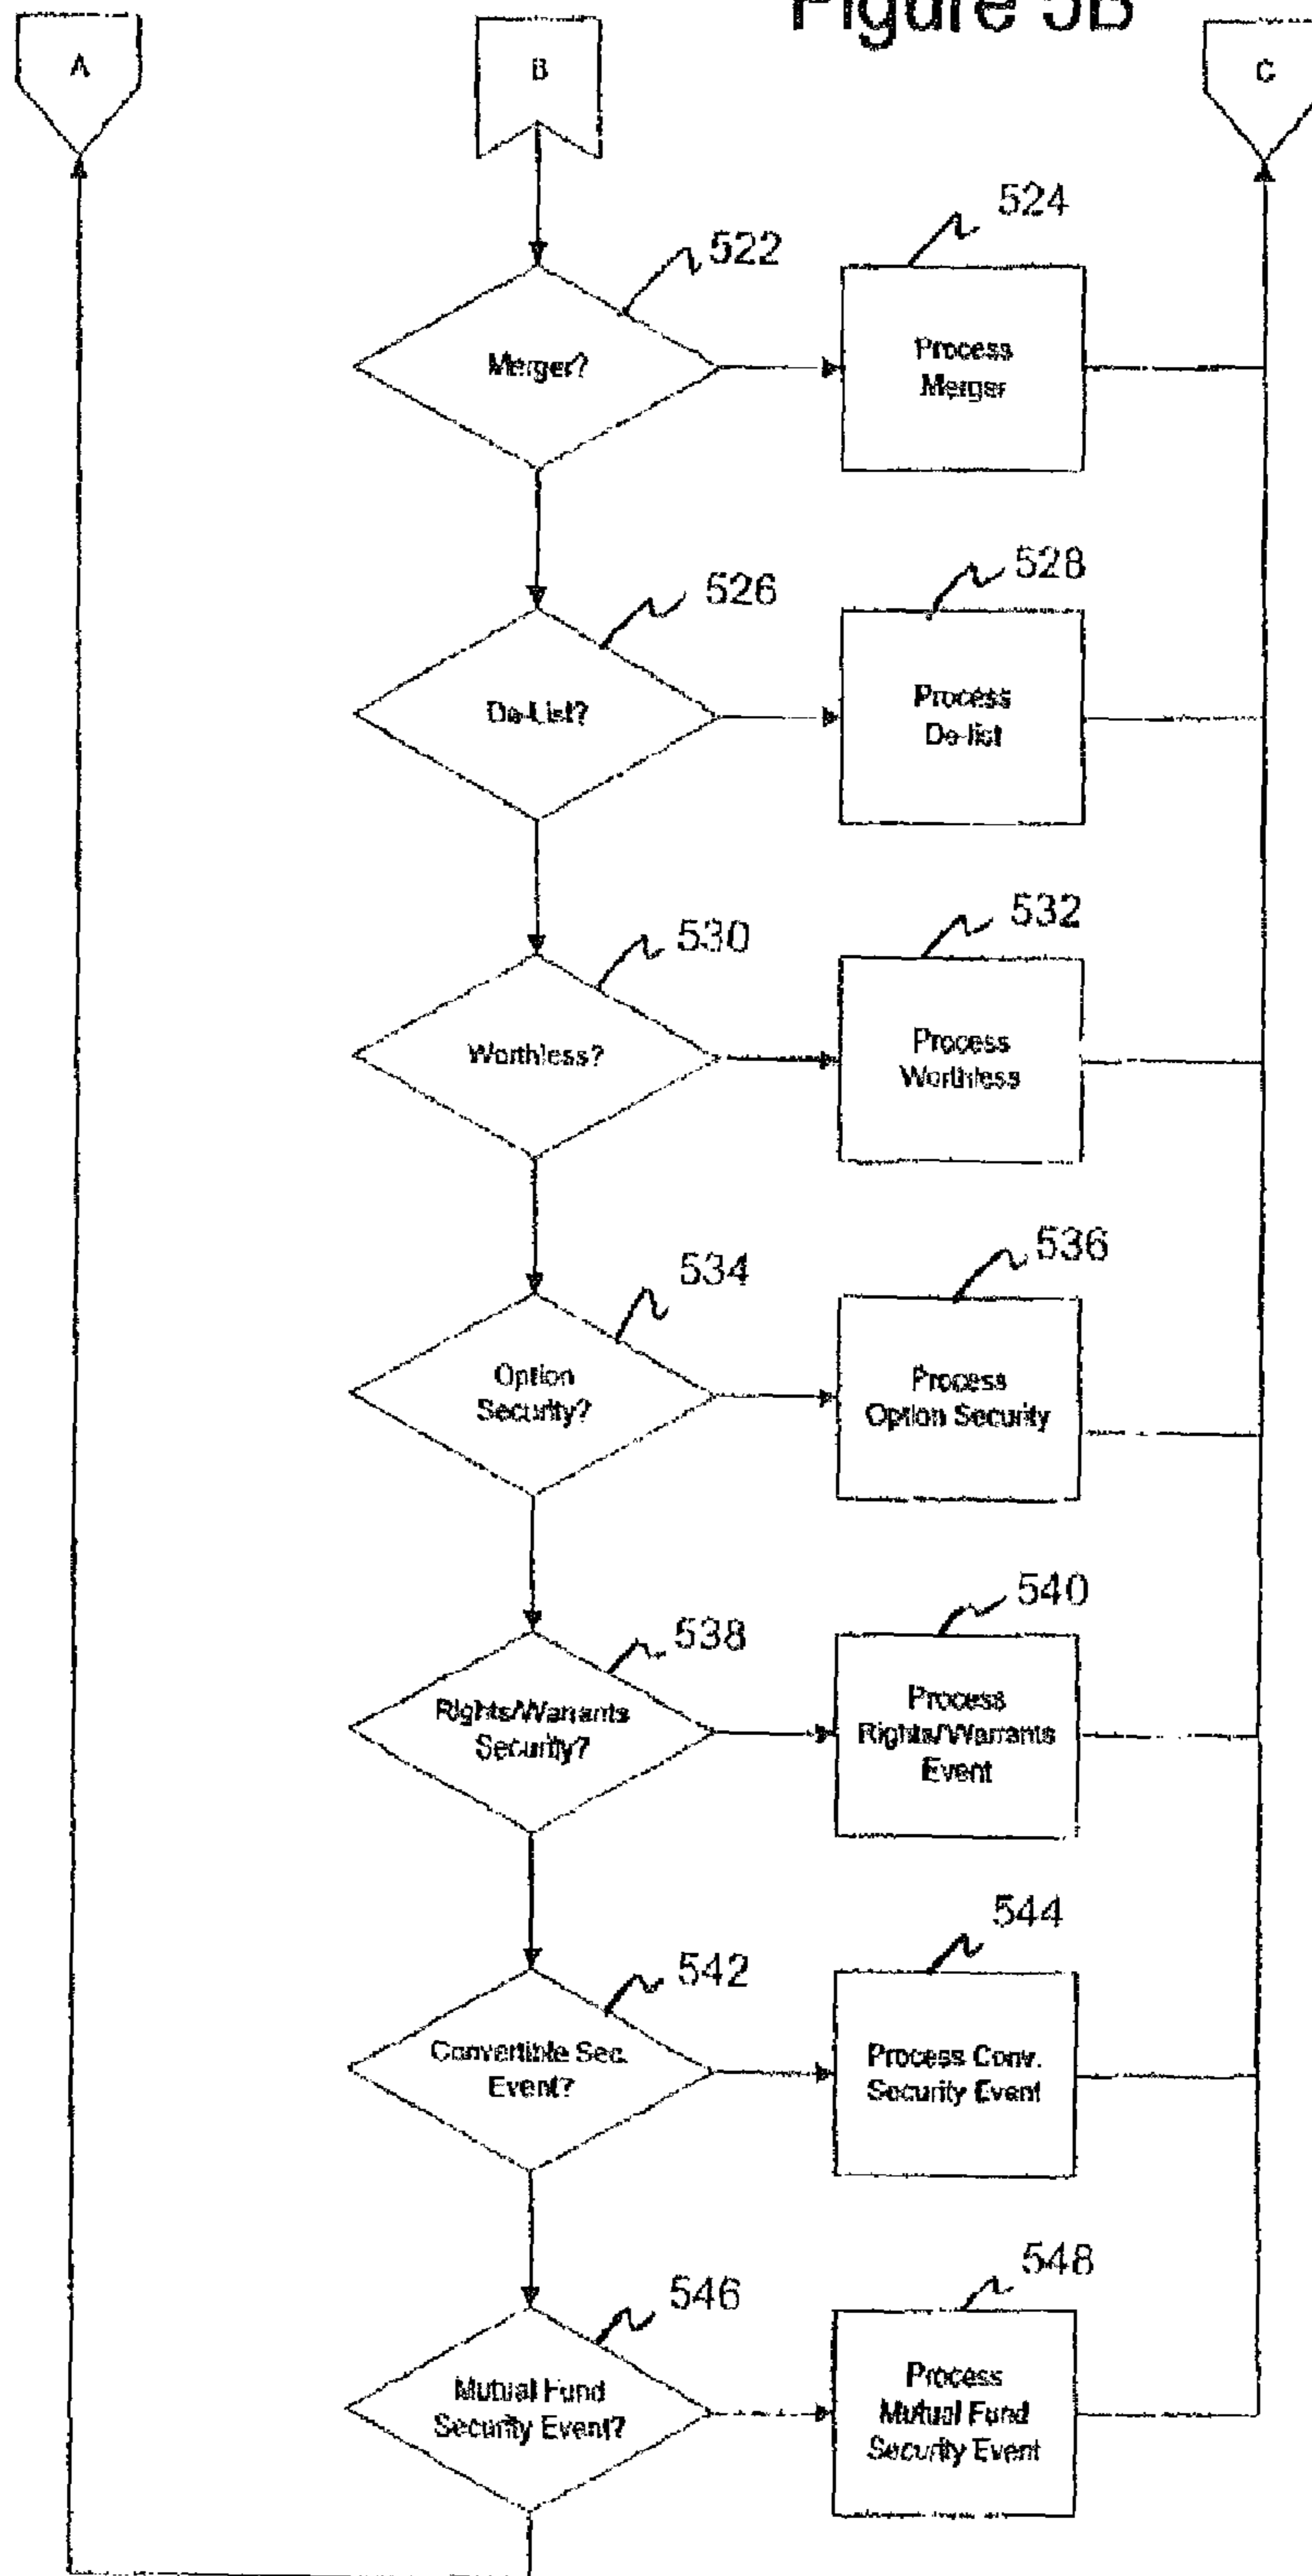 Figure 5B
A
B
C
522
524
Merger?
Process
Merger
526
528
De-List?
Process
De-list
530
532
Worthless?
Process
Worthless
534
536
Option
Security?
Process
Option Security
538
540
Rights/Warrants
Security?
Process
Rights/Warrants
Event
542
544
Convertible Sec.
Event?
Process Conv.
Security Event
546
548
Mutual Fund
Security Event?
Process
Mutual Fund
Security Event